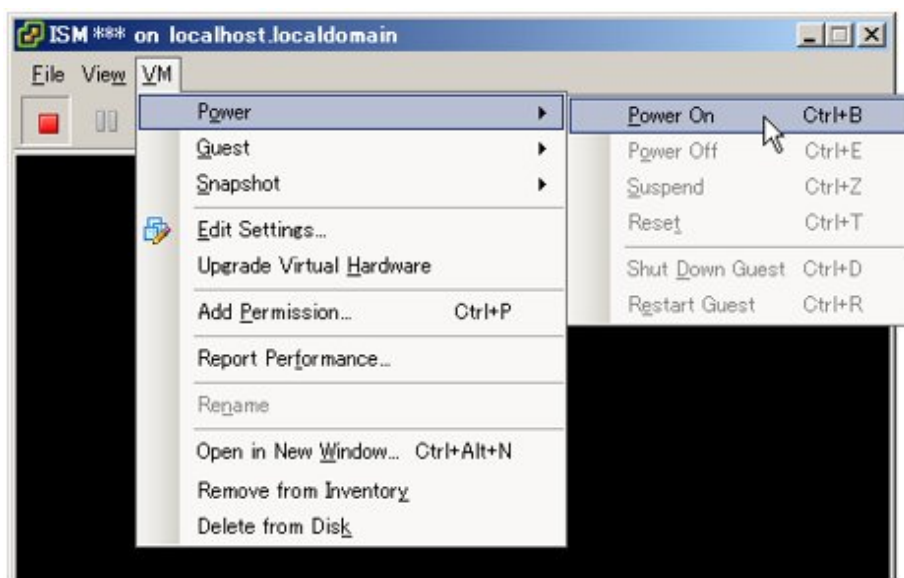 ISM *** on localhost.localdomain
File View VM
Power
Guest
Snapshot
Edit Settings...
Upgrade Virtual Hardware
Add Permission... Ctrl+P
Report Performance...
Rename
Open in New Window... Ctrl+Alt+N
Remove from Inventory
Delete from Disk
Power On Ctrl+B
Power Off Ctrl+E
Suspend Ctrl+Z
Reset Ctrl+T
Shut Down Guest Ctrl+D
Restart Guest Ctrl+R